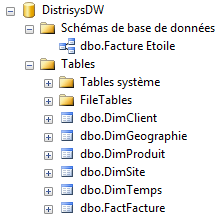 DistrisysDW
Schémas de base de données
dbo.Facture Etoile
Tables
Tables système
FileTables
dbo.DimClient
dbo.DimGeographie
dbo.DimProduit
dbo.DimSite
dbo.DimTemps
dbo.FactFacture